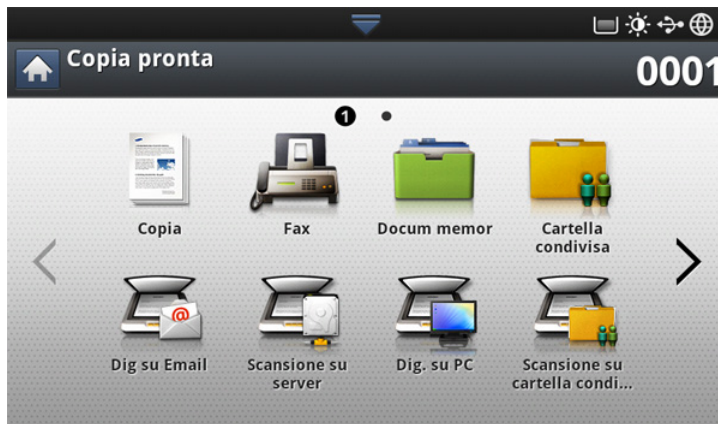 Copia pronta
0001
1
Copia
Fax
Docum memor
Cartella
condivisa
Dig su Email
Scansione su
server
Dig. su PC
Scansione su
cartella condi...